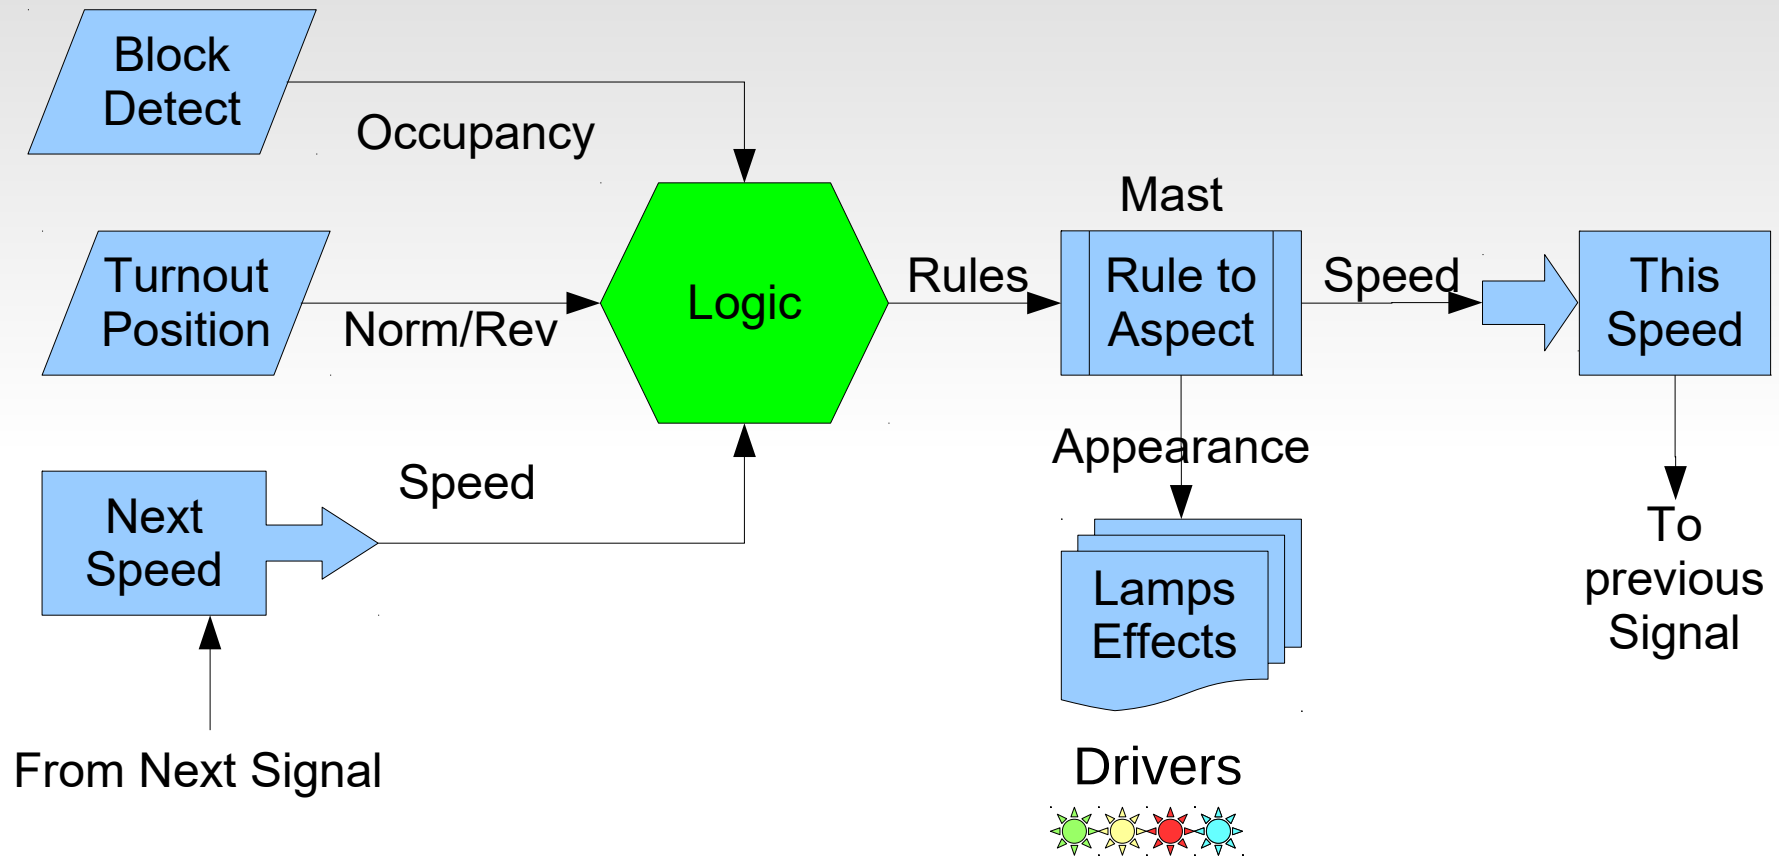 Block
Detect
Occupancy
Turnout
Position
Norm/Rev
Logic
Rules
Mast
Rule to
Aspect
Speed
This
Speed
Next
Speed
Speed
Appearance
Lamps
Effects
To
previous
Signal
From Next Signal
Drivers